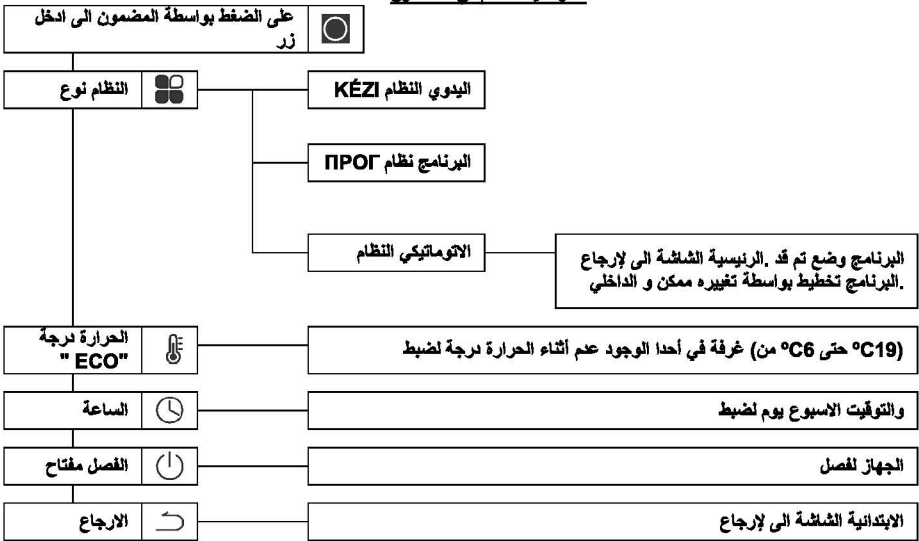 على الضغط بواسطة المضمون الى ادخل
زر
النظام نوع
اليدوي النظام KÉZI
البرنامج نظام ПРОГ
الاتوماتيكي النظام
البرنامج وضع تم قد .الرئيسية الشاشة الى لإرجاع
.البرنامج تخطيط بواسطة تغييره ممكن و الداخلي
الحرارة درجة
"ECO "
(ºC19 حتى ºC6 من) غرفة في أحدا الوجود عدم أثناء الحرارة درجة لضبط
الساعة
والتوقيت الاسبوع يوم لضبط
الفصل مفتاح
الجهاز لفصل
الارجاع
الابتدائية الشاشة الى لإرجاع